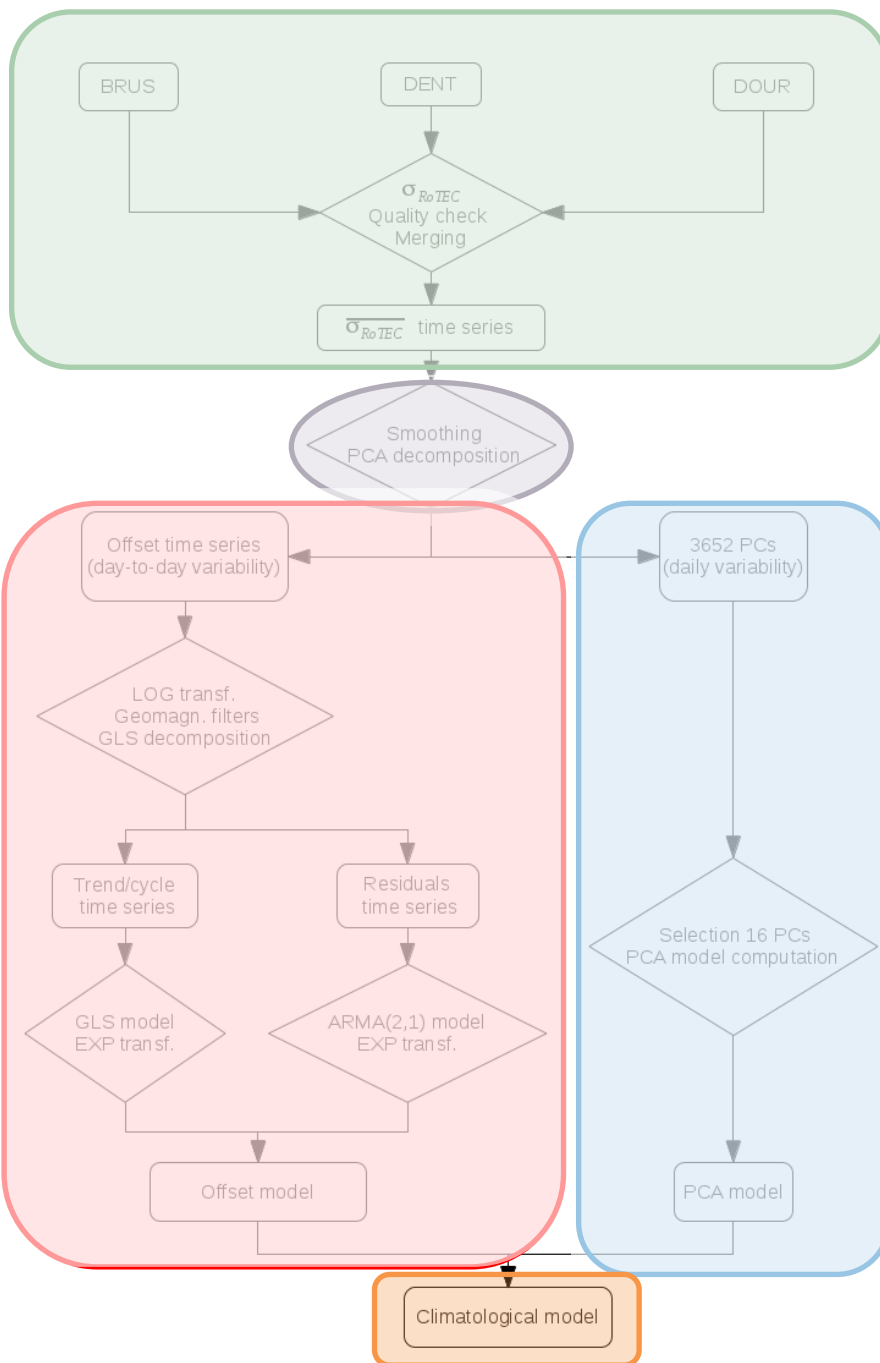 BRUS
DENT
DOUR
σRoTEC
Quality check
Merging
σRoTEC time series
Smoothing
PCA decomposition
Offset time series
(day-to-day variability)
3652 PCs
(daily variability)
LOG transf.
Geomagn. filters
GLS decomposition
Trend/cycle
time series
Residuals
time series
Selection 16 PCs
PCA model computation
GLS model
EXP transf.
ARMA(2,1) model
EXP transf.
Offset model
PCA model
Climatological model